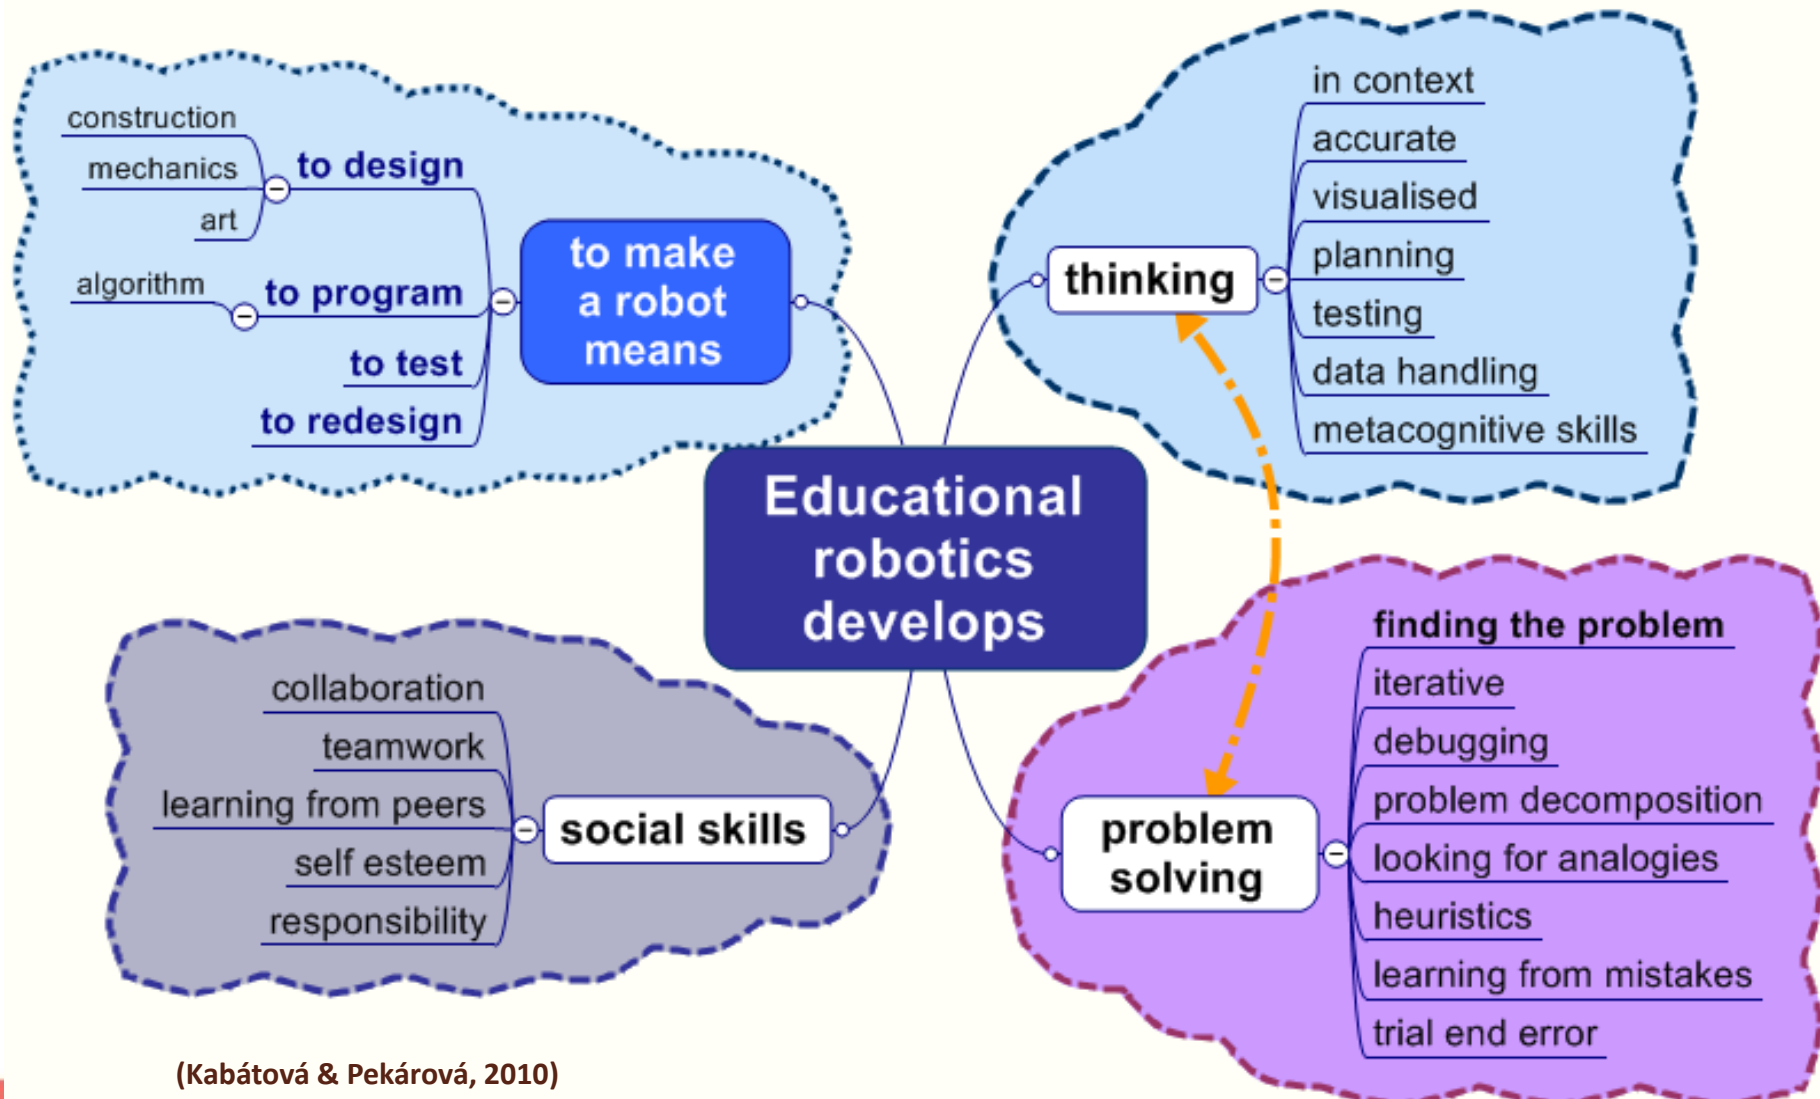 Educational
robotics
develops
to make
a robot
means
to design
construction
mechanics
art
to program
algorithm
to test
to redesign
thinking
in context
accurate
visualised
planning
testing
data handling
metacognitive skills
social skills
collaboration
teamwork
learning from peers
self esteem
responsibility
problem
solving
finding the problem
iterative
debugging
problem decomposition
looking for analogies
heuristics
learning from mistakes
trial end error
(Kabátová & Pekárová, 2010)